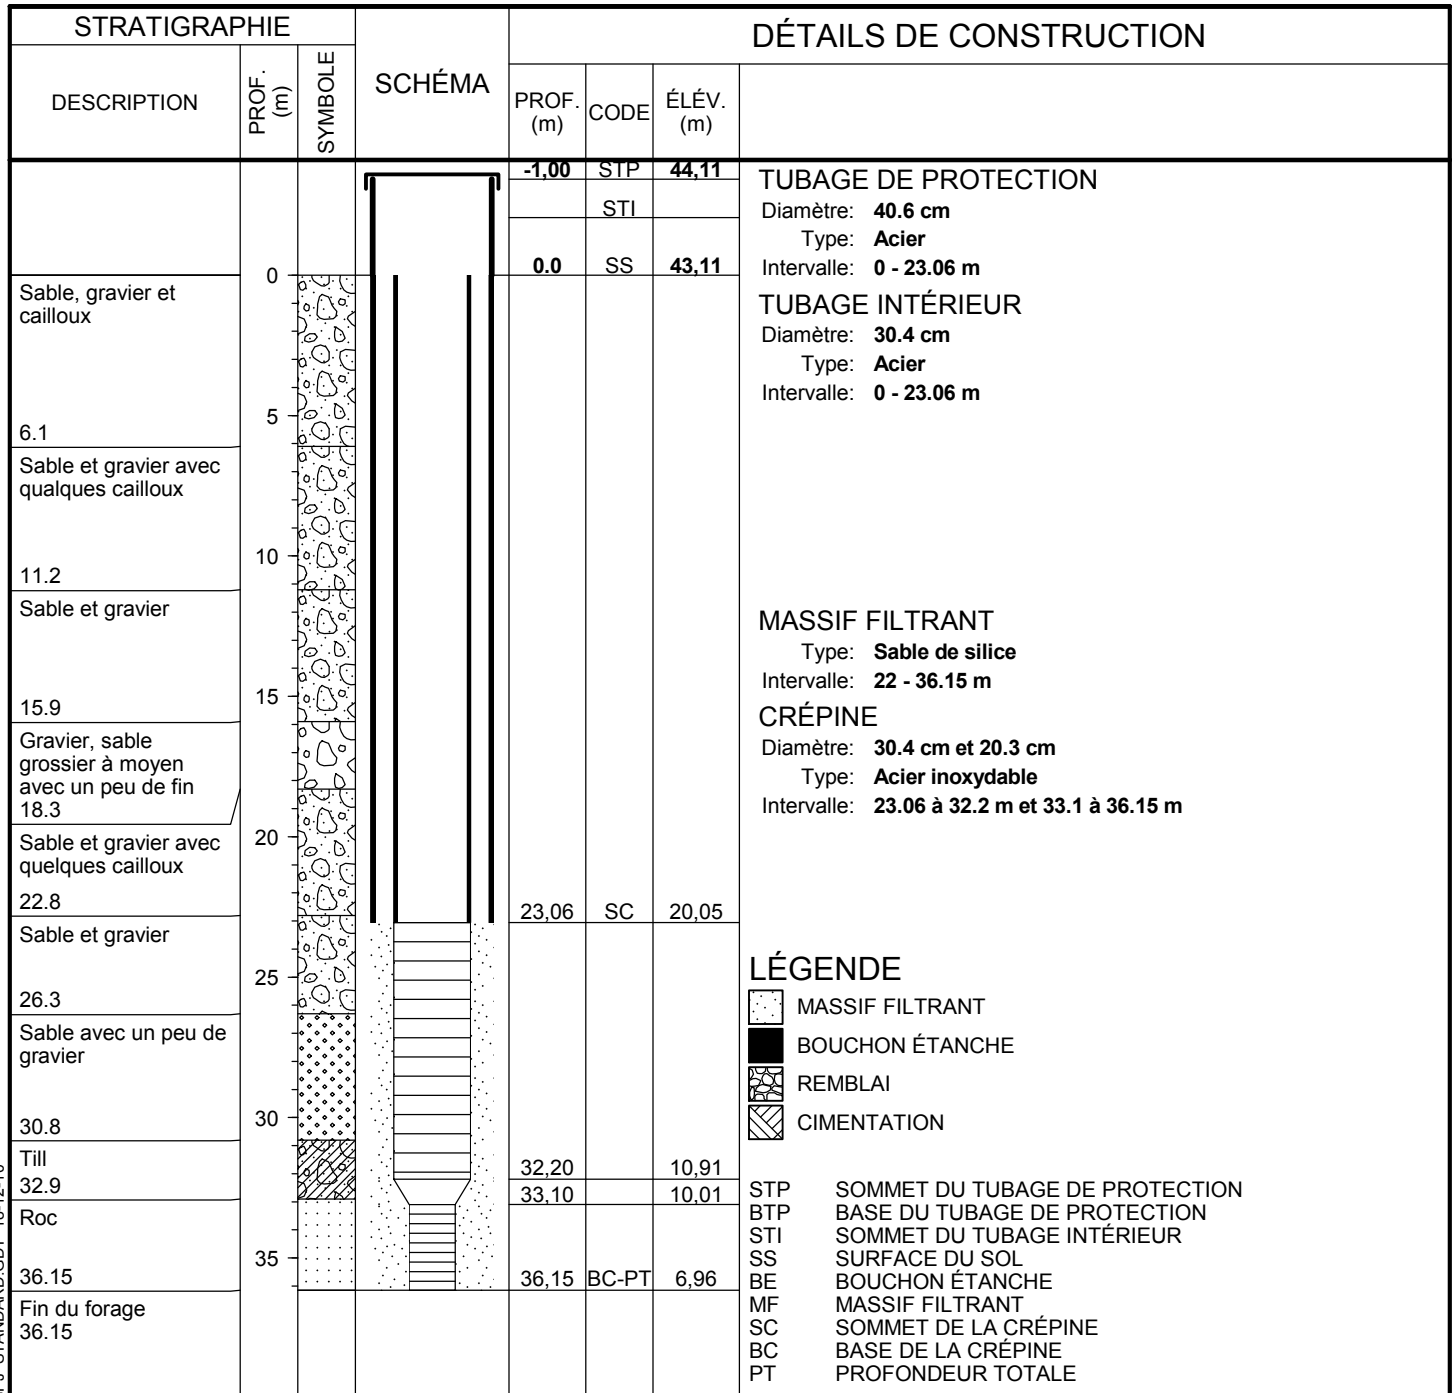 STRATIGRAPHIE
DESCRIPTION
PROF.
(m)
SYMBOLE
SCHÉMA
DÉTAILS DE CONSTRUCTION
PROF.
(m)
CODE
ÉLÉV.
(m)
-1,00 STP 44,11
STI
0.0 SS 43,11
TUBAGE DE PROTECTION
Diamètre: 40.6 cm
Type: Acier
Intervalle: 0 - 23.06 m
TUBAGE INTÉRIEUR
Diamètre: 30.4 cm
Type: Acier
Intervalle: 0 - 23.06 m
0
Sable, gravier et
cailloux
5
6.1
Sable et gravier avec
qualques cailloux
10
11.2
Sable et gravier
15
15.9
Gravier, sable
grossier à moyen
avec un peu de fin
18.3
20
Sable et gravier avec
quelques cailloux
22.8
Sable et gravier
25
26.3
Sable avec un peu de
gravier
30
30.8
Till
32.9
Roc
35
36.15
Fin du forage
36.15
MASSIF FILTRANT
Type: Sable de silice
Intervalle: 22 - 36.15 m
CRÉPINE
Diamètre: 30.4 cm et 20.3 cm
Type: Acier inoxydable
Intervalle: 23.06 à 32.2 m et 33.1 à 36.15 m
23,06 SC 20,05
32,20 10,91
33,10 10,01
36,15 BC-PT 6,96
LÉGENDE
MASSIF FILTRANT
BOUCHON ÉTANCHE
REMBLAI
CIMENTATION
STP SOMMET DU TUBAGE DE PROTECTION
BTP BASE DU TUBAGE DE PROTECTION
STI SOMMET DU TUBAGE INTÉRIEUR
SS SURFACE DU SOL
BE BOUCHON ÉTANCHE
MF MASSIF FILTRANT
SC SOMMET DE LA CRÉPINE
BC BASE DE LA CRÉPINE
PT PROFONDEUR TOTALE